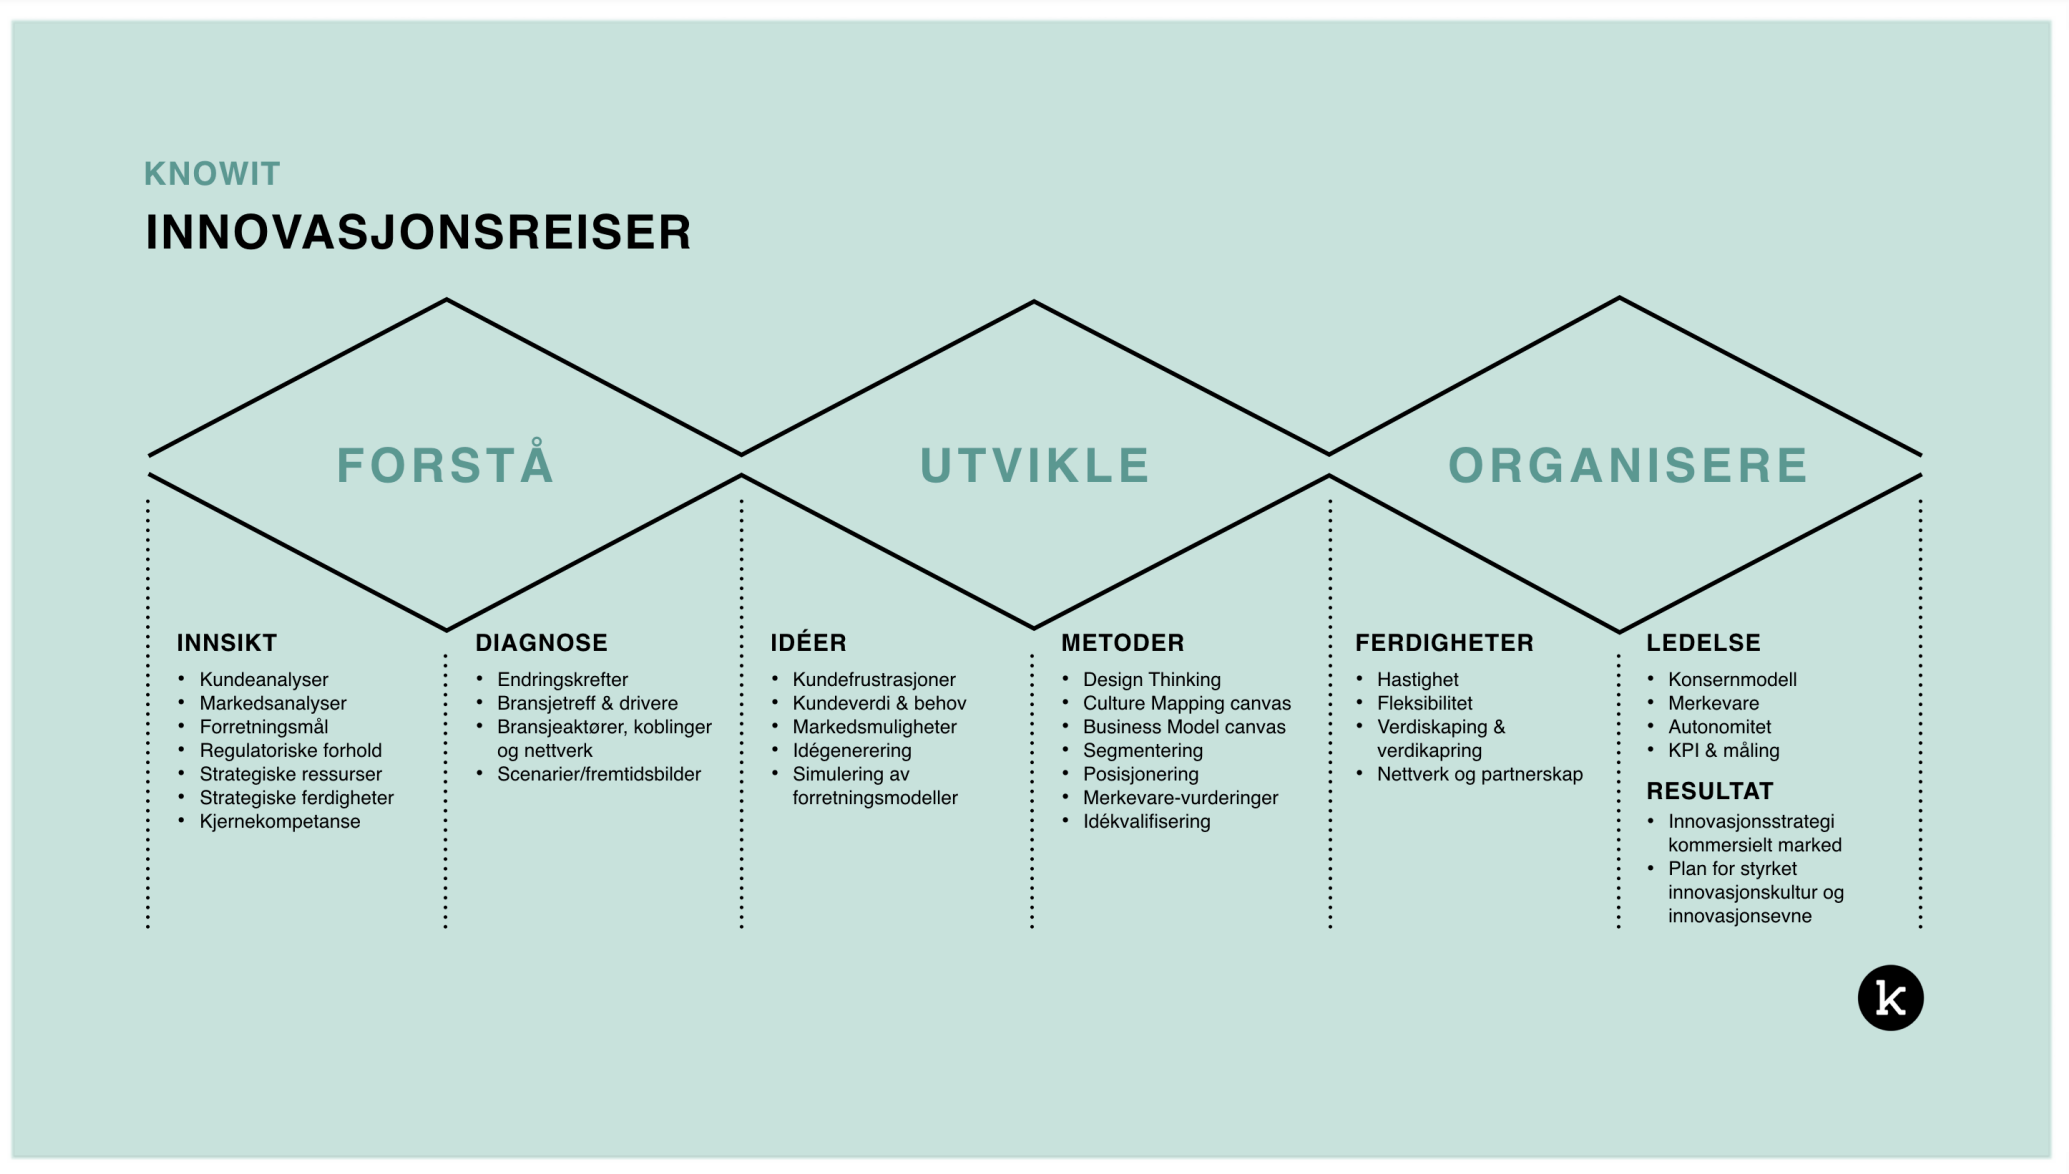 KNOWIT
INNOVASJONSREISER
FORSTÅ
UTVIKLE
ORGANISERE
INNSIKT
• Kundeanalyser
• Markedsanalyser
• Forretningsmål
• Regulatoriske forhold
• Strategiske ressurser
• Strategiske ferdigheter
• Kjernekompetanse
DIAGNOSE
• Endringskrefter
• Bransjetreff & drivere
• Bransjeaktører, koblinger
og nettverk
• Scenarier/fremtidsbilder
IDÉER
• Kundefrustrasjoner
• Kundeverdi & behov
• Markedsmuligheter
• Idégenerering
• Simulering av
forretningsmodeller
METODER
• Design Thinking
• Culture Mapping canvas
• Business Model canvas
• Segmentering
• Posisjonering
• Merkevare-vurderinger
• Idékvalifisering
FERDIGHETER
• Hastighet
• Fleksibilitet
• Verdiskaping &
verdikapring
• Nettverk og partnerskap
LEDELSE
• Konsernmodell
• Merkevare
• Autonomitet
• KPI & måling
RESULTAT
• Innovasjonsstrategi
kommersielt marked
• Plan for styrket
innovasjonskultur og
innovasjonsevne
k